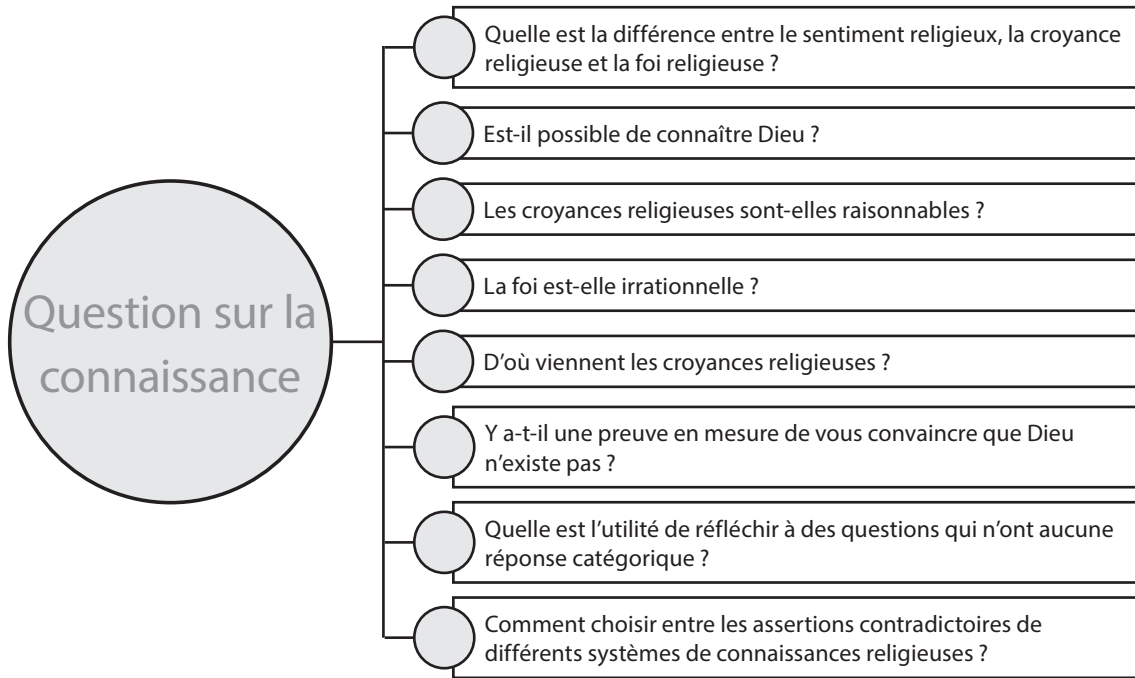 Question sur la
connaissance
Quelle est la différence entre le sentiment religieux, la croyance
religieuse et la foi religieuse ?
Est-il possible de connaître Dieu ?
Les croyances religieuses sont-elles raisonnables ?
La foi est-elle irrationnelle ?
D'où viennent les croyances religieuses ?
Y a-t-il une preuve en mesure de vous convaincre que Dieu
n'existe pas ?
Quelle est l'utilité de réfléchir à des questions qui n'ont aucune
réponse catégorique ?
Comment choisir entre les assertions contradictoires de
différents systèmes de connaissances religieuses ?